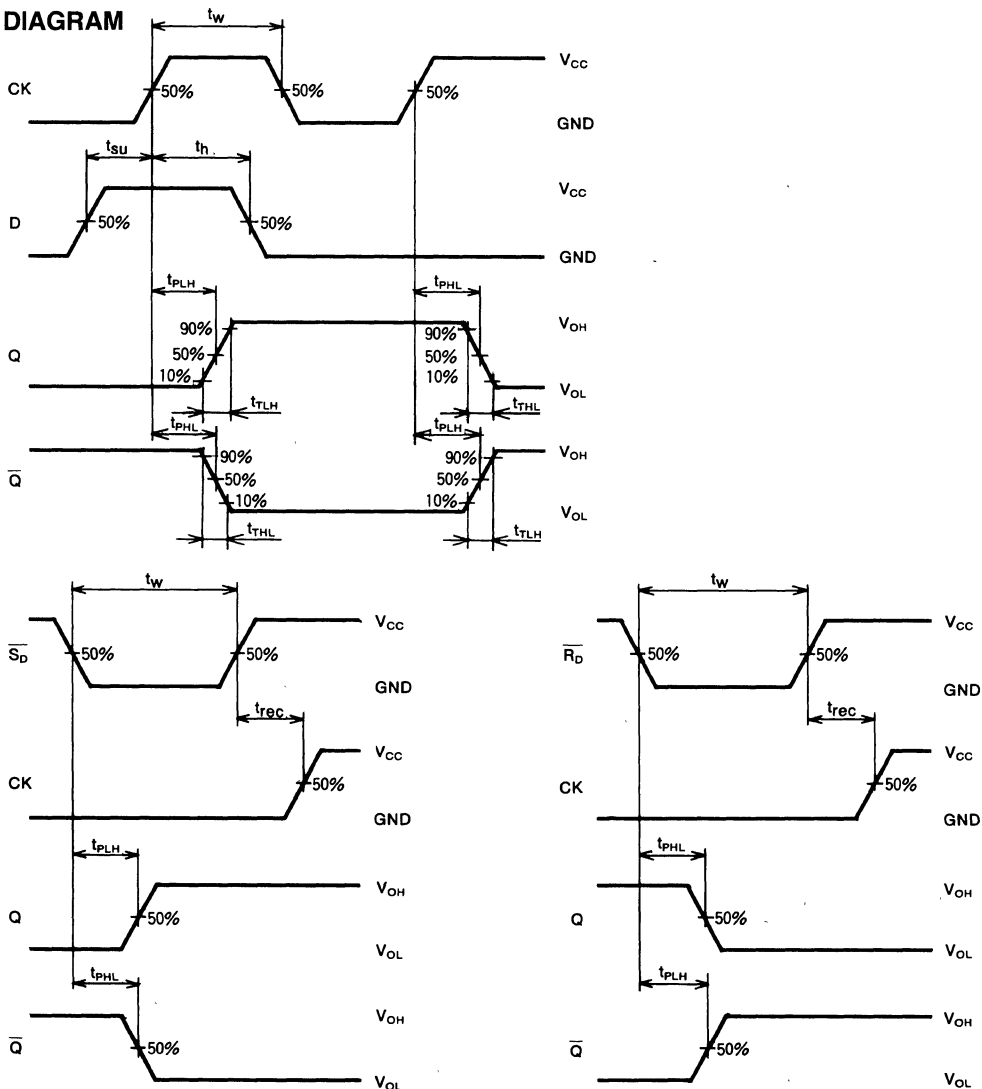 DIAGRAM
tw
CK
50%
50%
50%
VCC
GND
tsu
th
D
50%
50%
VCC
GND
tPLH
tPHL
Q
90%
50%
10%
90%
50%
10%
VOH
VOL
tTLH
tTHL
tPHL
tPLH
Q̅
90%
50%
10%
90%
50%
10%
VOH
VOL
tTHL
tTLH
tw
S̅D̅
50%
50%
VCC
GND
trec
CK
50%
VCC
GND
tPLH
Q
50%
VOH
VOL
tPHL
Q̅
50%
VOH
VOL
tw
R̅D̅
50%
50%
VCC
GND
trec
CK
50%
VCC
GND
tPHL
Q
50%
VOH
VOL
tPLH
Q̅
50%
VOH
VOL